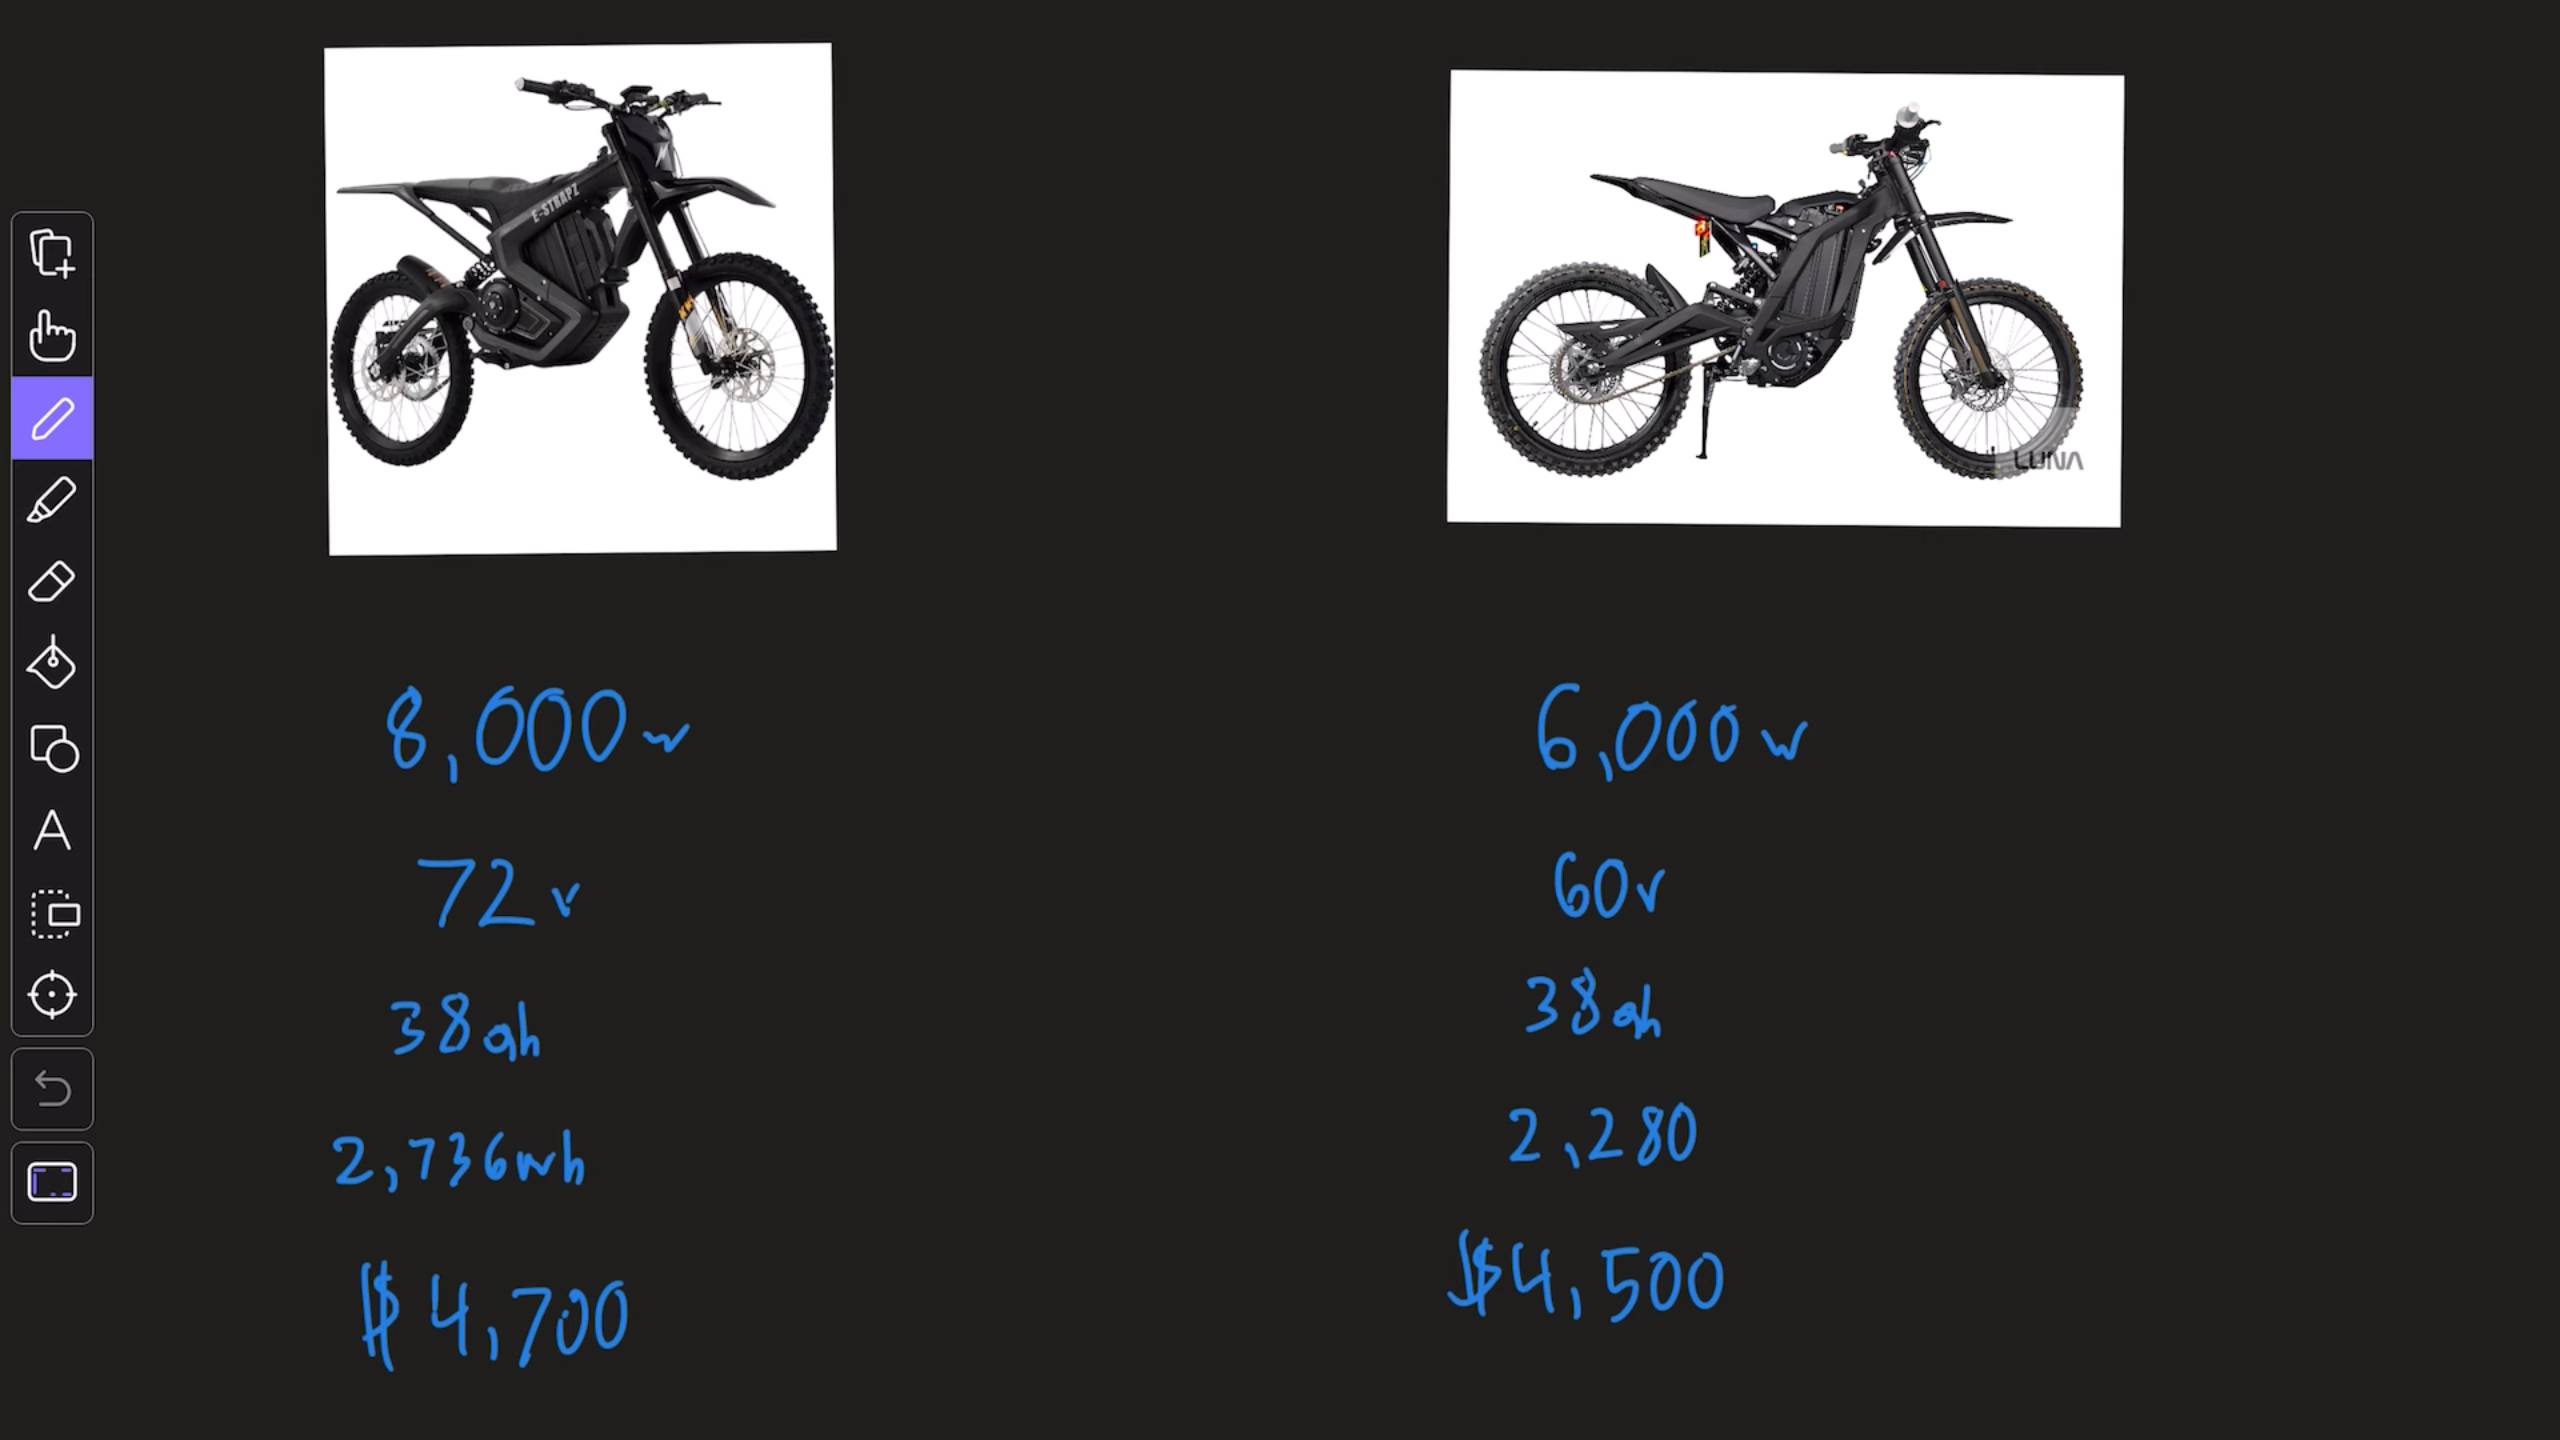 E-STRAPZ
LUNA
8,000w
72v
38ah
2,736wh
$4,700
6,000w
60v
38ah
2,280
$4,500